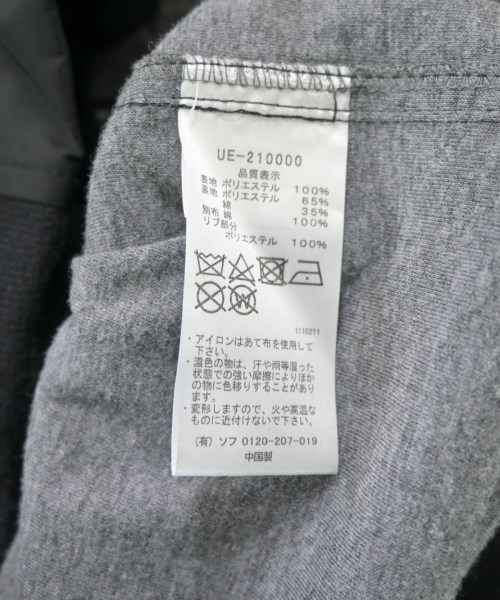 UE-210000
品質表示
表地 ポリエステル 100%
裏地 ポリエステル 65%
綿 35%
別布 綿 100%
リブ部分
ポリエステル 100%
1110211
・アイロンはあて布を使用して
下さい。
・濃色の物は、汗や雨等湿った
状態での強い摩擦によりほか
の物に色移りすることがあり
ます。
・変形しますので、火や高温な
ものに近付けないで下さい。
(有) ソフ 0120-207-019
中国製